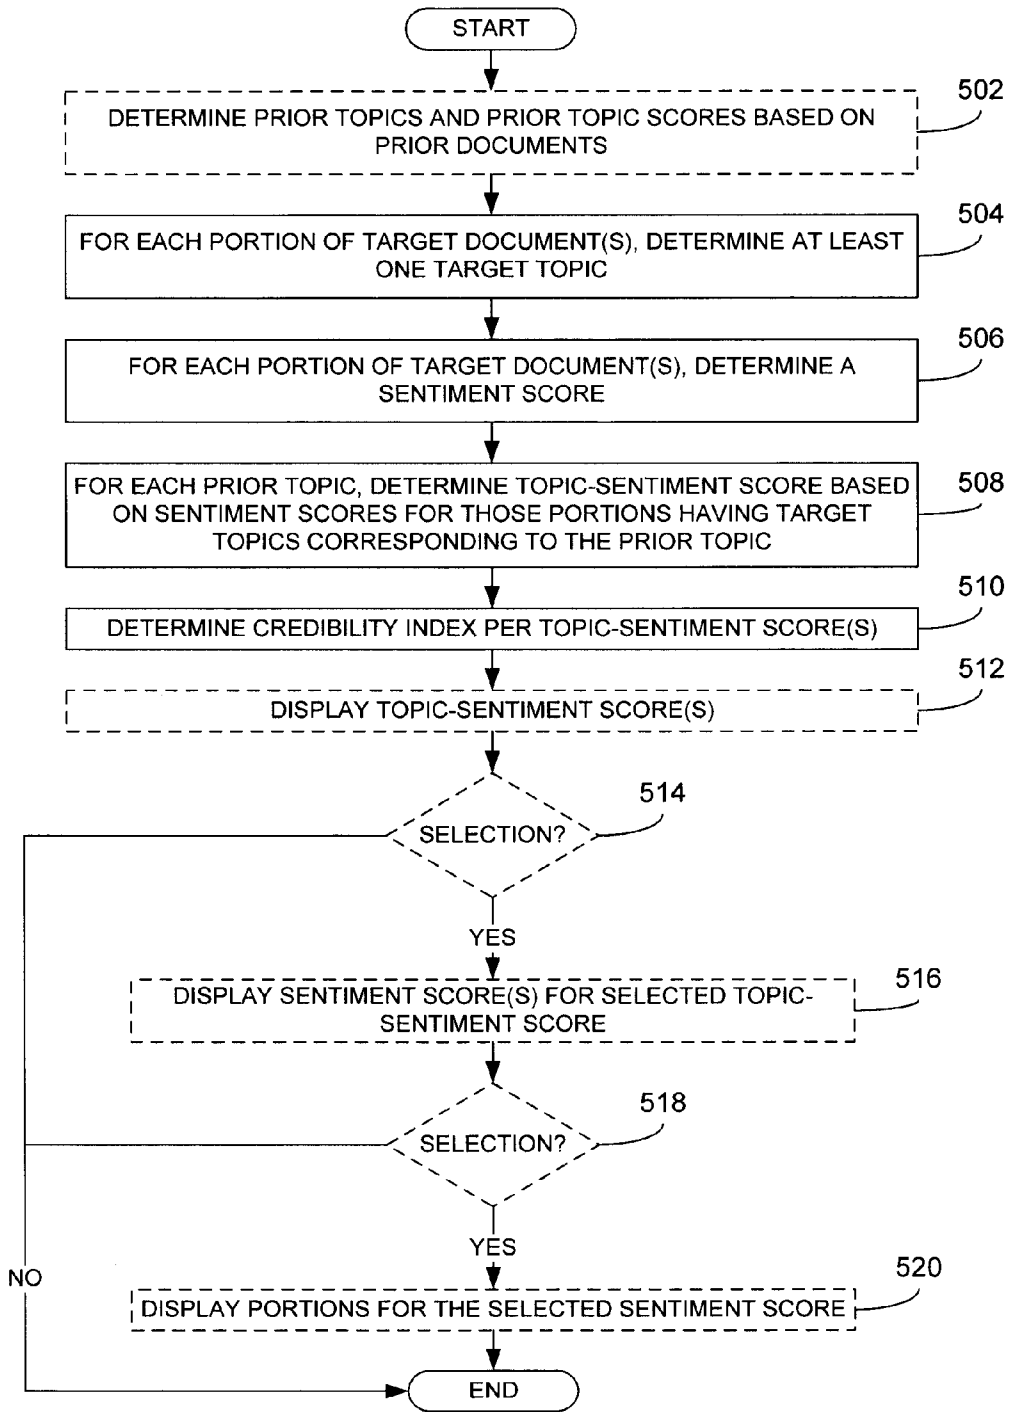 START
502
DETERMINE PRIOR TOPICS AND PRIOR TOPIC SCORES BASED ON
PRIOR DOCUMENTS
504
FOR EACH PORTION OF TARGET DOCUMENT(S), DETERMINE AT LEAST
ONE TARGET TOPIC
506
FOR EACH PORTION OF TARGET DOCUMENT(S), DETERMINE A
SENTIMENT SCORE
508
FOR EACH PRIOR TOPIC, DETERMINE TOPIC-SENTIMENT SCORE BASED
ON SENTIMENT SCORES FOR THOSE PORTIONS HAVING TARGET
TOPICS CORRESPONDING TO THE PRIOR TOPIC
510
DETERMINE CREDIBILITY INDEX PER TOPIC-SENTIMENT SCORE(S)
512
DISPLAY TOPIC-SENTIMENT SCORE(S)
514
SELECTION?
YES
516
DISPLAY SENTIMENT SCORE(S) FOR SELECTED TOPIC-
SENTIMENT SCORE
518
SELECTION?
YES
NO
520
DISPLAY PORTIONS FOR THE SELECTED SENTIMENT SCORE
END